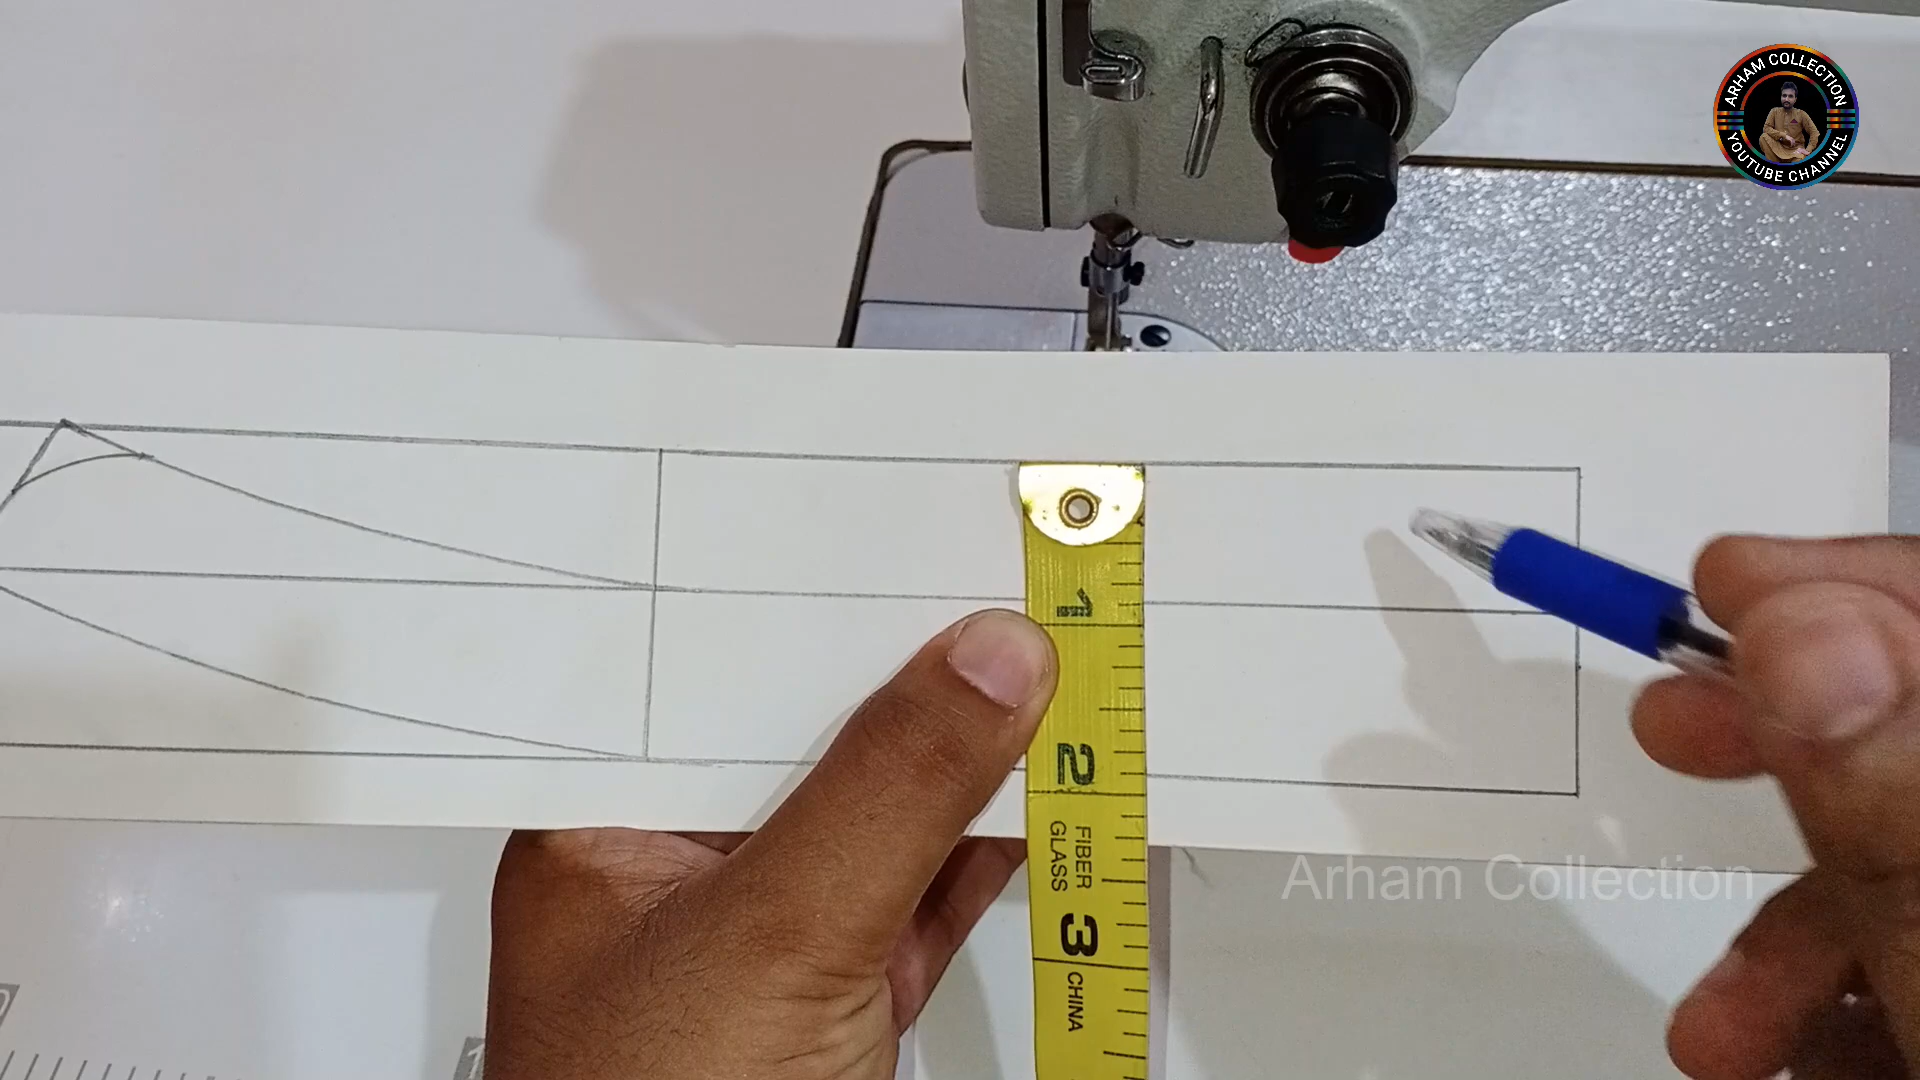 ARHAM COLLECTION
YOUTUBE CHANNEL
1
2
FIBER
GLASS
3
CHINA
Arham Collection